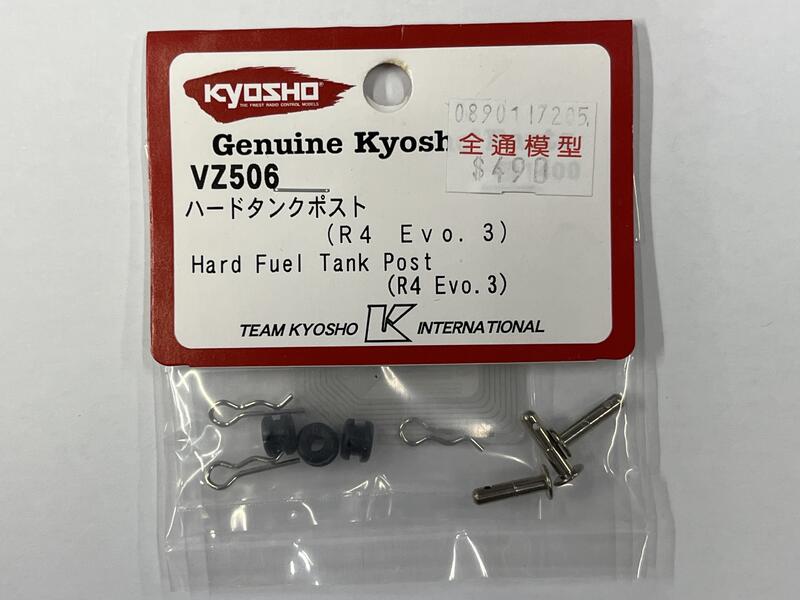 KYOSHO
THE FINEST RADIO CONTROL MODELS
Genuine Kyosh
0890117205
全通模型
$490
VZ506
ハードタンクポスト
(R4 Evo.3)
Hard Fuel Tank Post
(R4 Evo.3)
TEAM KYOSHO K INTERNATIONAL